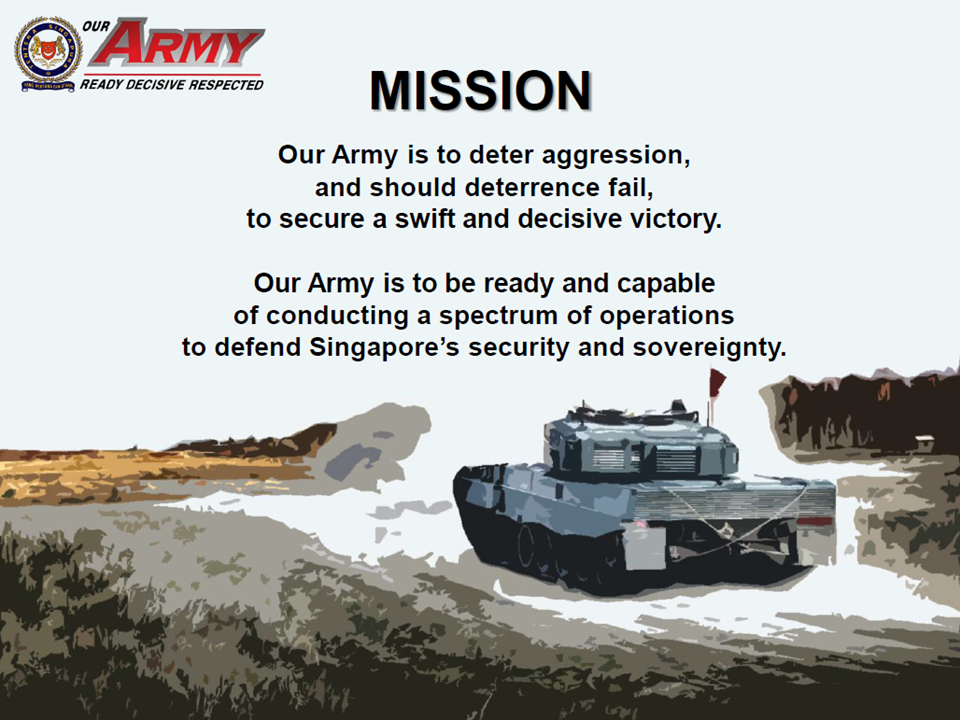 OUR
ARMY
READY DECISIVE RESPECTED
MISSION
Our Army is to deter aggression,
and should deterrence fail,
to secure a swift and decisive victory.
Our Army is to be ready and capable
of conducting a spectrum of operations
to defend Singapore’s security and sovereignty.